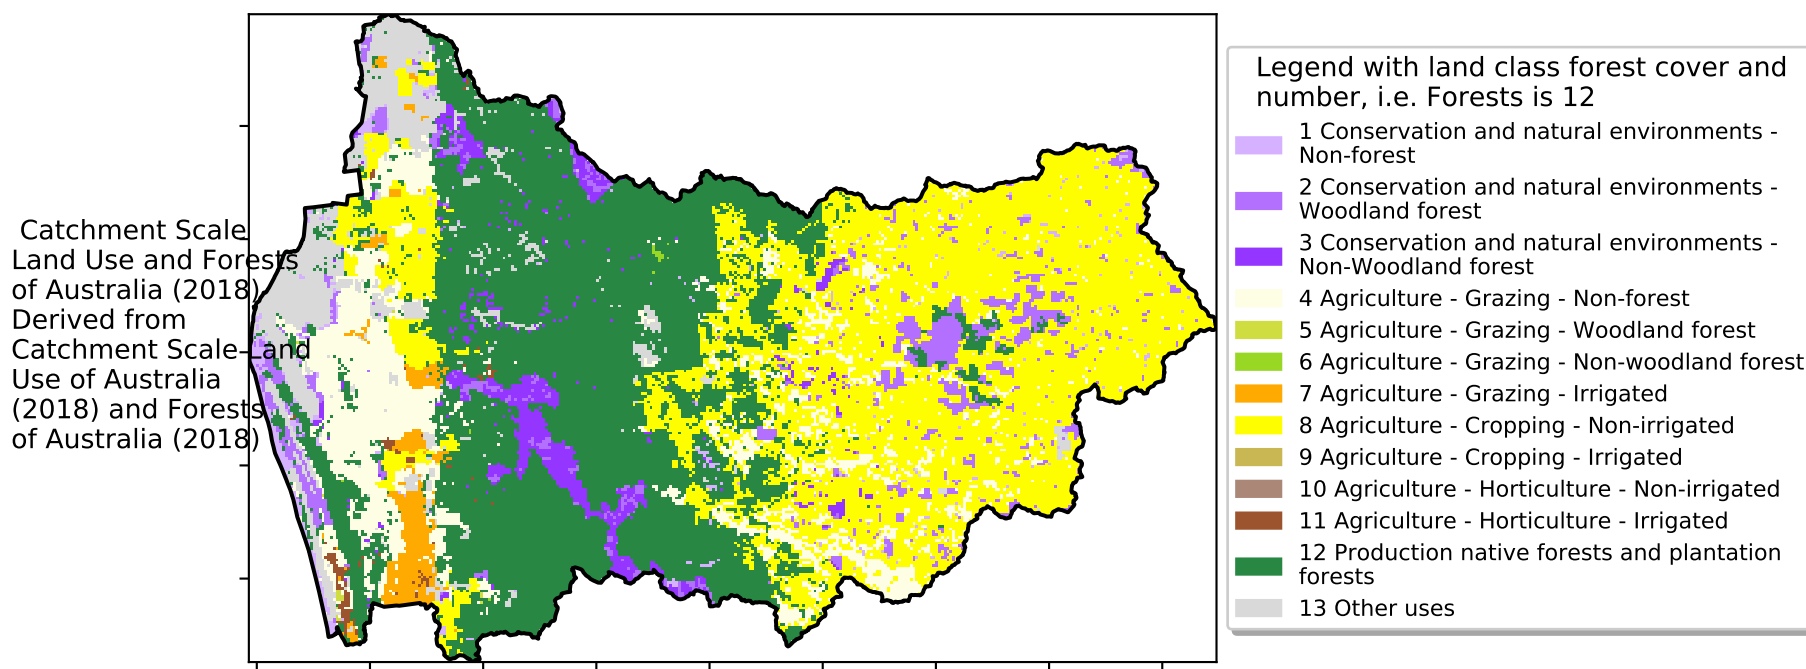 Catchment Scale
Land Use and Forests
of Australia (2018)
Derived from
Catchment Scale Land
Use of Australia
(2018) and Forests
of Australia (2018)
Legend with land class forest cover and
number, i.e. Forests is 12
1 Conservation and natural environments -
Non-forest
2 Conservation and natural environments -
Woodland forest
3 Conservation and natural environments -
Non-Woodland forest
4 Agriculture - Grazing - Non-forest
5 Agriculture - Grazing - Woodland forest
6 Agriculture - Grazing - Non-woodland forest
7 Agriculture - Grazing - Irrigated
8 Agriculture - Cropping - Non-irrigated
9 Agriculture - Cropping - Irrigated
10 Agriculture - Horticulture - Non-irrigated
11 Agriculture - Horticulture - Irrigated
12 Production native forests and plantation
forests
13 Other uses